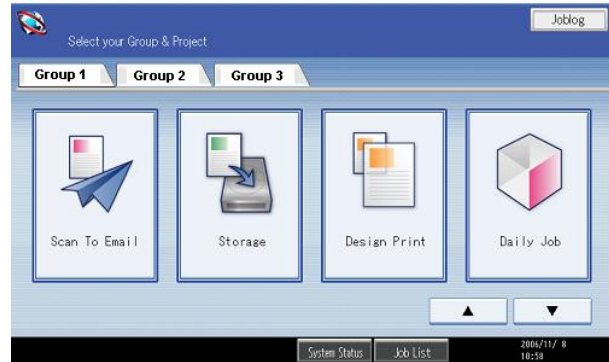 Joblog
Select your Group & Project
Group 1 Group 2 Group 3
Scan To Email Storage Design Print Daily Job
▲ ▼
System Status Job List 2006/11/ 8
10:58